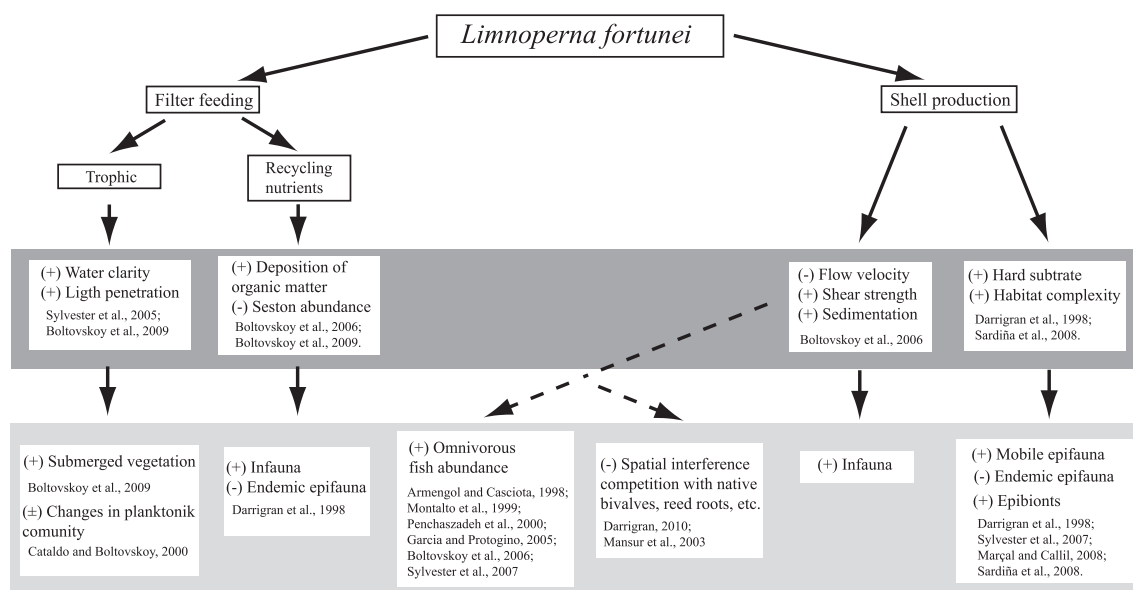 Limnoperna fortunei
Filter feeding
Shell production
Trophic
Recycling
nutrients
(+) Water clarity
(+) Ligth penetration
Sylvester et al., 2005;
Boltovskoy et al., 2009
(+) Deposition of
organic matter
(-) Seston abundance
Boltovskoy et al., 2006;
Boltovskoy et al., 2009.
(-) Flow velocity
(+) Shear strength
(+) Sedimentation
Boltovskoy et al., 2006
(+) Hard subtrate
(+) Habitat complexity
Darrigran et al., 1998;
Sardiña et al., 2008.
(+) Submerged vegetation
Boltovskoy et al., 2009
(±) Changes in planktonik
comunity
Cataldo and Boltovskoy, 2000
(+) Infauna
(-) Endemic epifauna
Darrigran et al., 1998
(+) Omnivorous
fish abundance
Armengol and Casciota, 1998;
Montalto et al., 1999;
Penchaszadeh et al., 2000;
Garcia and Protogino, 2005;
Boltovskoy et al., 2006;
Sylvester et al., 2007
(-) Spatial interference
competition with native
bivalves, reed roots, etc.
Darrigran, 2010;
Mansur et al., 2003
(+) Infauna
(+) Mobile epifauna
(-) Endemic epifauna
(+) Epibionts
Darrigran et al., 1998;
Sylvester et al., 2007;
Marçal and Callil, 2008;
Sardiña et al., 2008.